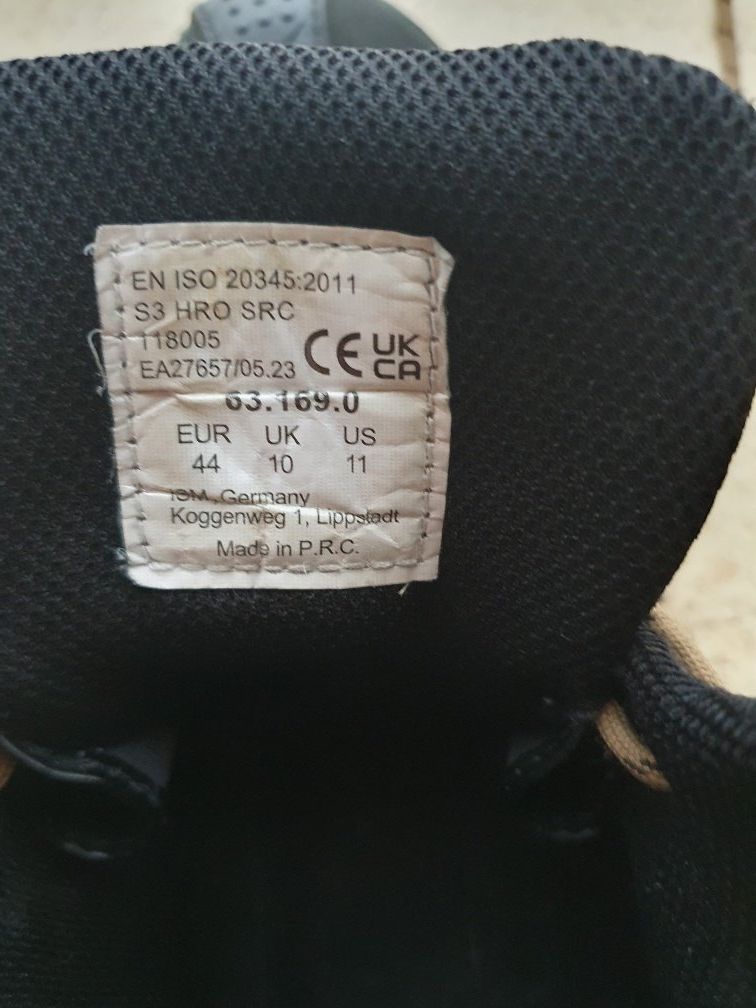 EN ISO 20345:2011
S3 HRO SRC
118005
EA27657/05.23
CE UK CA
63.169.0
EUR UK US
44 10 11
ISM Germany
Koggenweg 1, Lippstadt
Made in P.R.C.